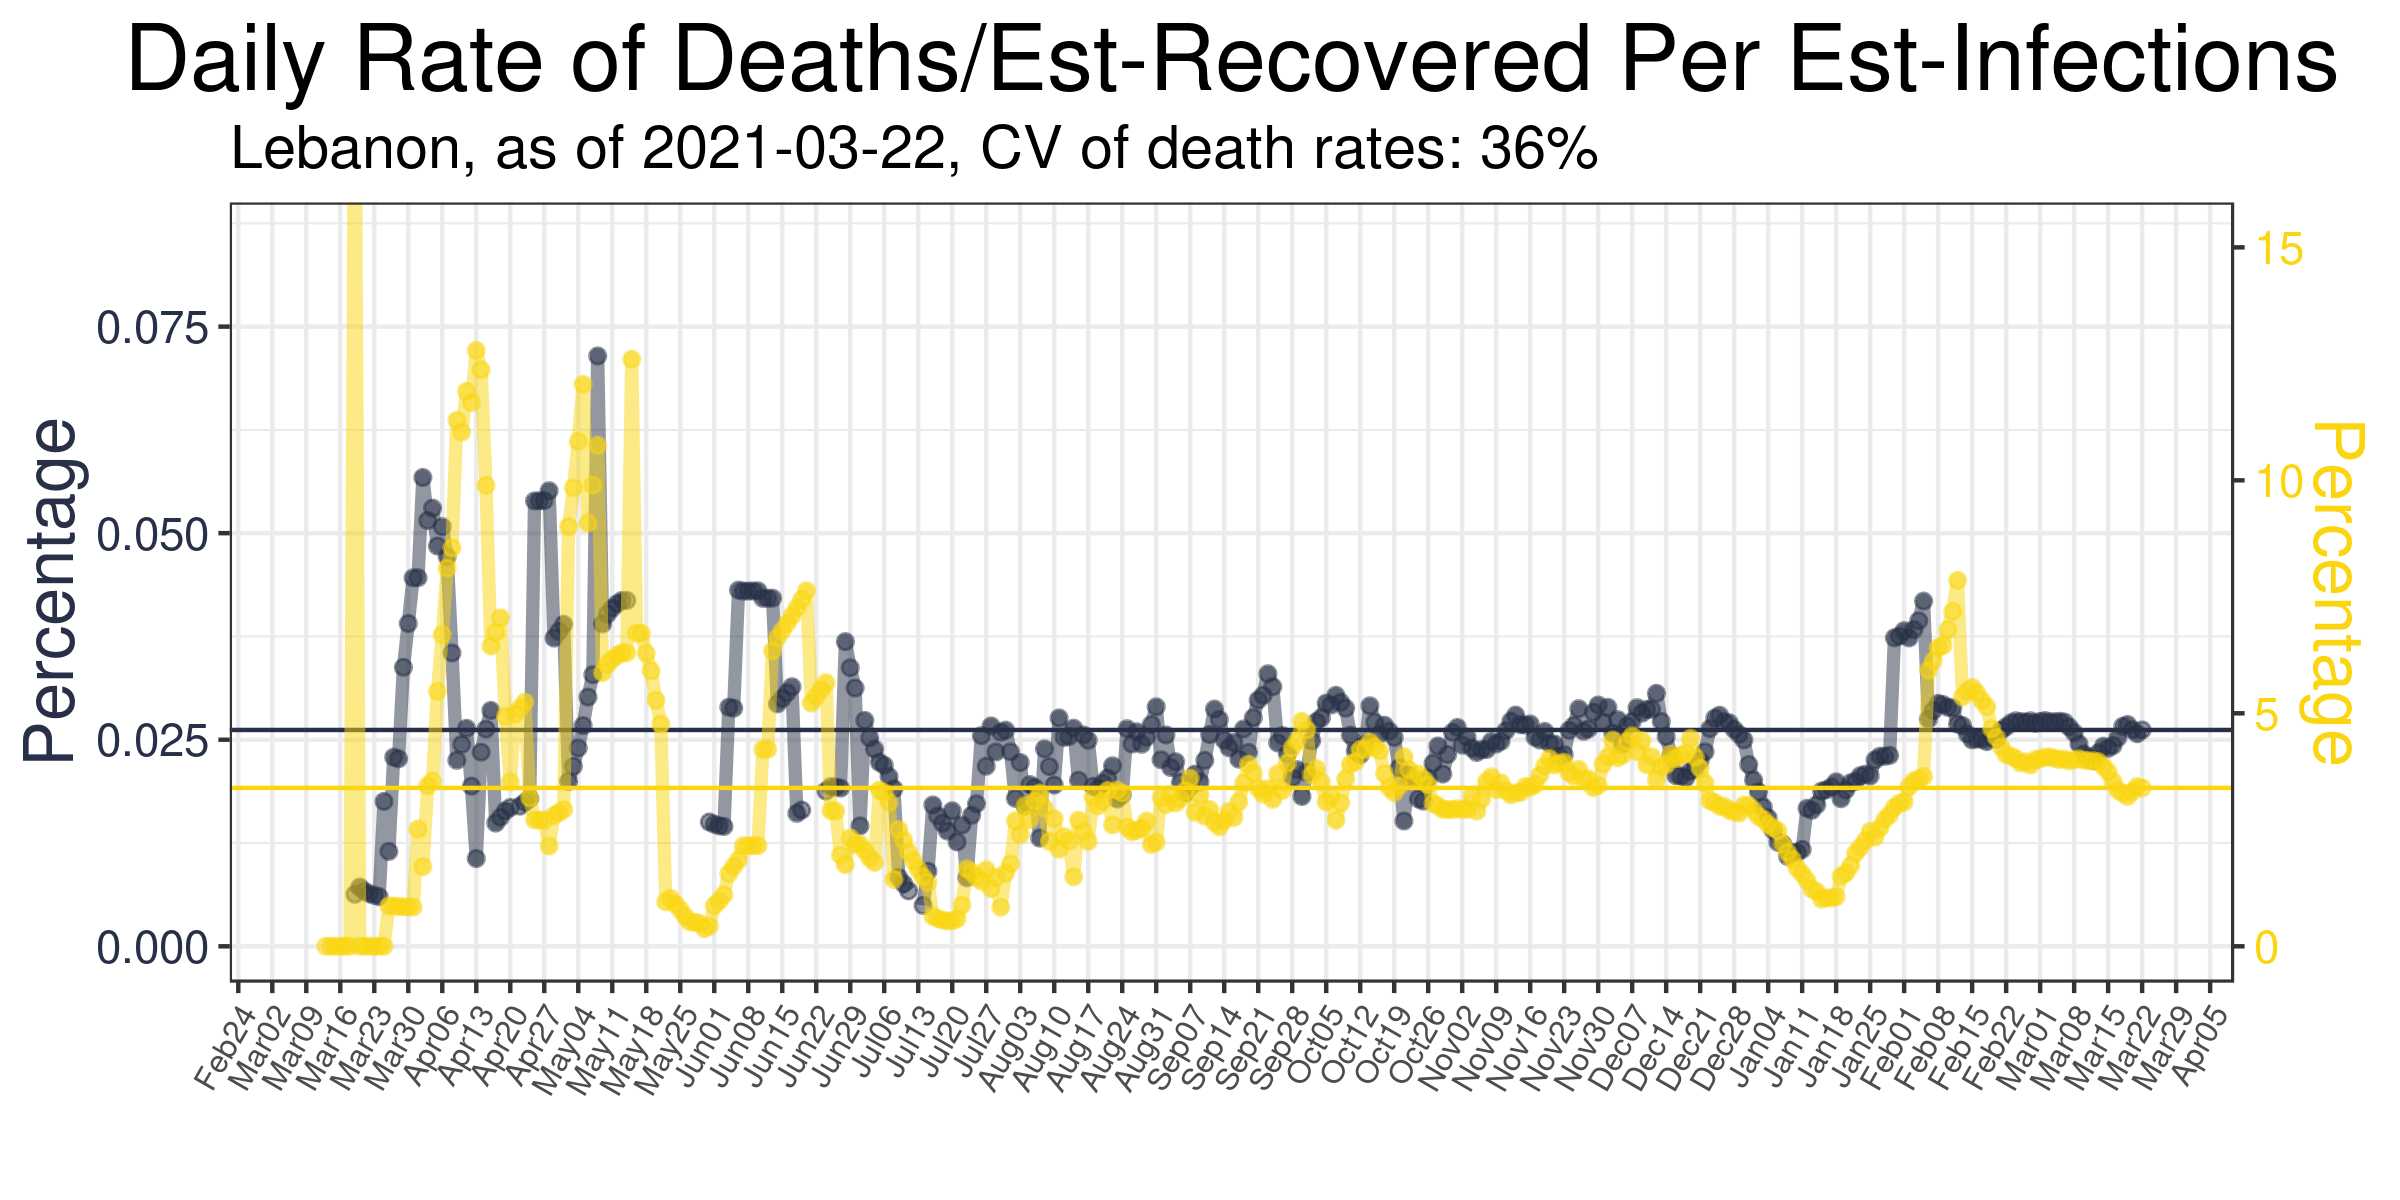 Daily Rate of Deaths/Est-Recovered Per Est-Infections
Lebanon, as of 2021-03-22, CV of death rates: 36%
Percentage
0.075
0.050
0.025
0.000
15
10
5
0
Percentage
Feb24
Mar02
Mar09
Mar16
Mar23
Mar30
Apr06
Apr13
Apr20
Apr27
May04
May11
May18
May25
Jun01
Jun08
Jun15
Jun22
Jun29
Jul06
Jul13
Jul20
Jul27
Aug03
Aug10
Aug17
Aug24
Aug31
Sep07
Sep14
Sep21
Sep28
Oct05
Oct12
Oct19
Oct26
Nov02
Nov09
Nov16
Nov23
Nov30
Dec07
Dec14
Dec21
Dec28
Jan04
Jan11
Jan18
Jan25
Feb01
Feb08
Feb15
Feb22
Mar01
Mar08
Mar15
Mar22
Mar29
Apr05